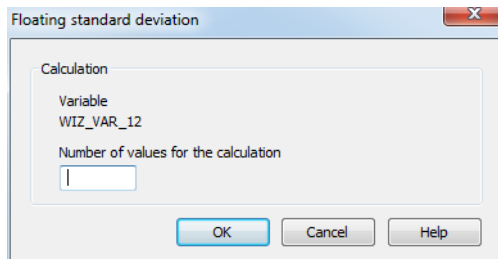 Floating standard deviation
Calculation
Variable
WIZ_VAR_12
Number of values for the calculation
OK Cancel Help